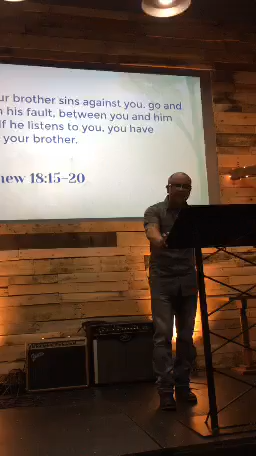 ur brother sins against you, go and
his fault, between you and him
f he listens to you, you have
your brother.
hew 18:15-20